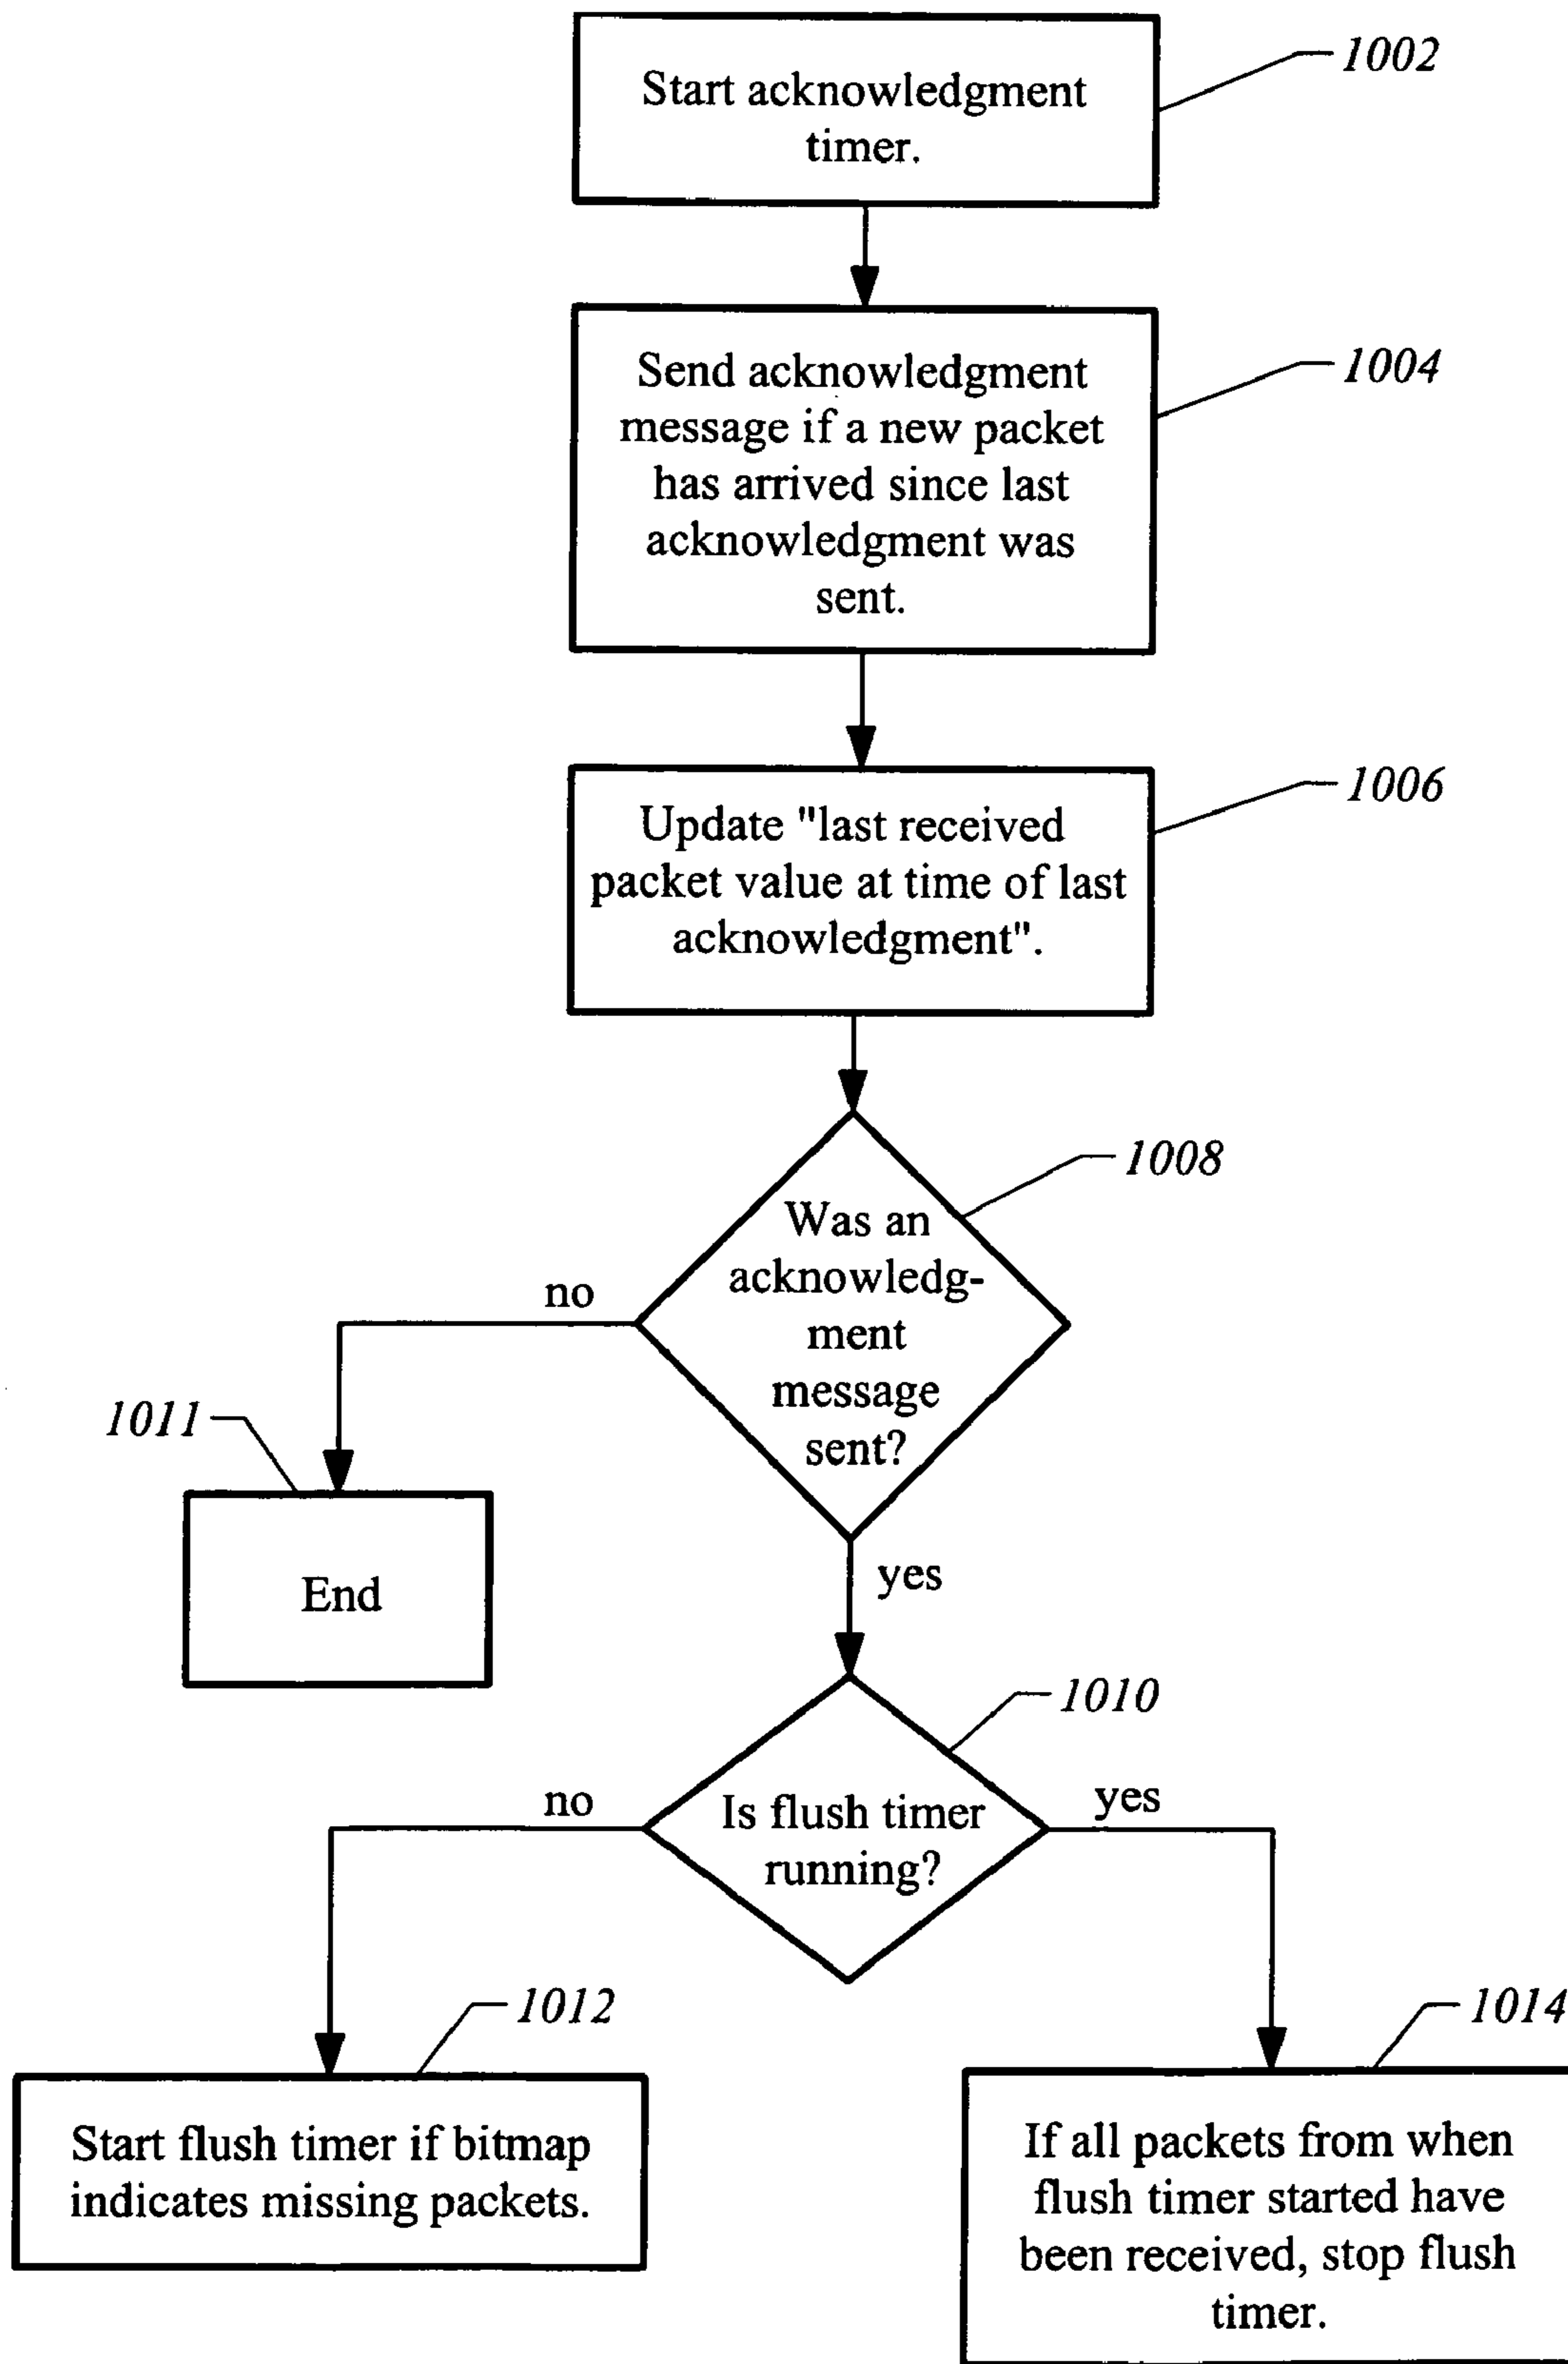 1002
Start acknowledgment
timer.
1004
Send acknowledgment
message if a new packet
has arrived since last
acknowledgment was
sent.
1006
Update "last received
packet value at time of last
acknowledgment".
1008
Was an
acknowledg-
ment
message
sent?
no
1011
End
yes
1010
Is flush timer
running?
no
yes
1012
Start flush timer if bitmap
indicates missing packets.
1014
If all packets from when
flush timer started have
been received, stop flush
timer.